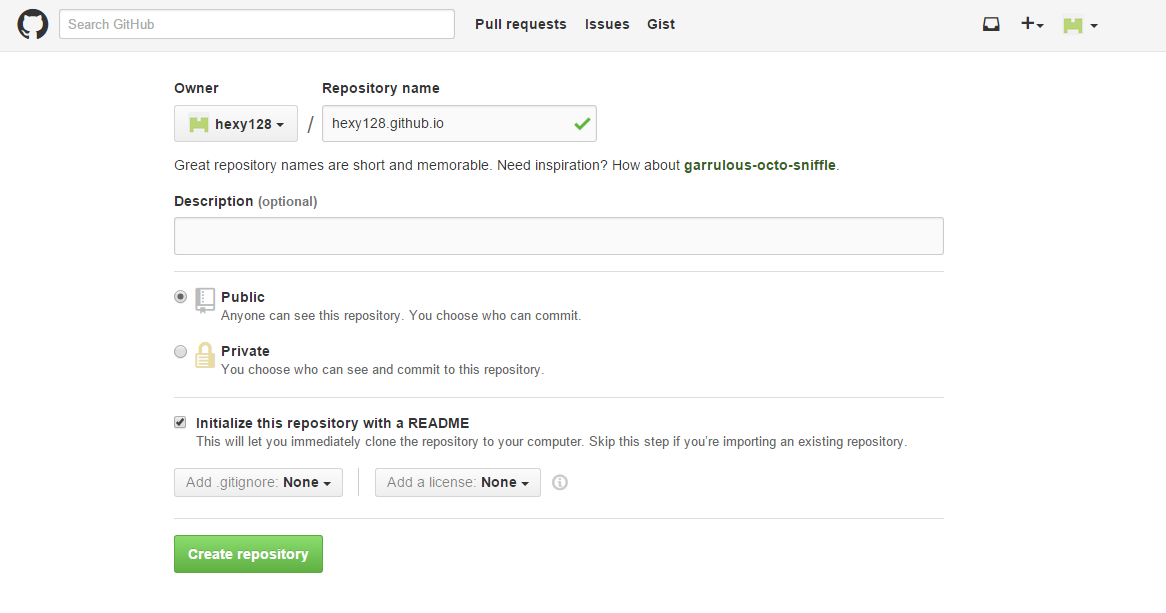 Search GitHub Pull requests Issues Gist
Owner Repository name
hexy128 / hexy128.github.io
Great repository names are short and memorable. Need inspiration? How about garrulous-octo-sniffle.
Description (optional)
Public
Anyone can see this repository. You choose who can commit.
Private
You choose who can see and commit to this repository.
Initialize this repository with a README
This will let you immediately clone the repository to your computer. Skip this step if you’re importing an existing repository.
Add .gitignore: None Add a license: None
Create repository